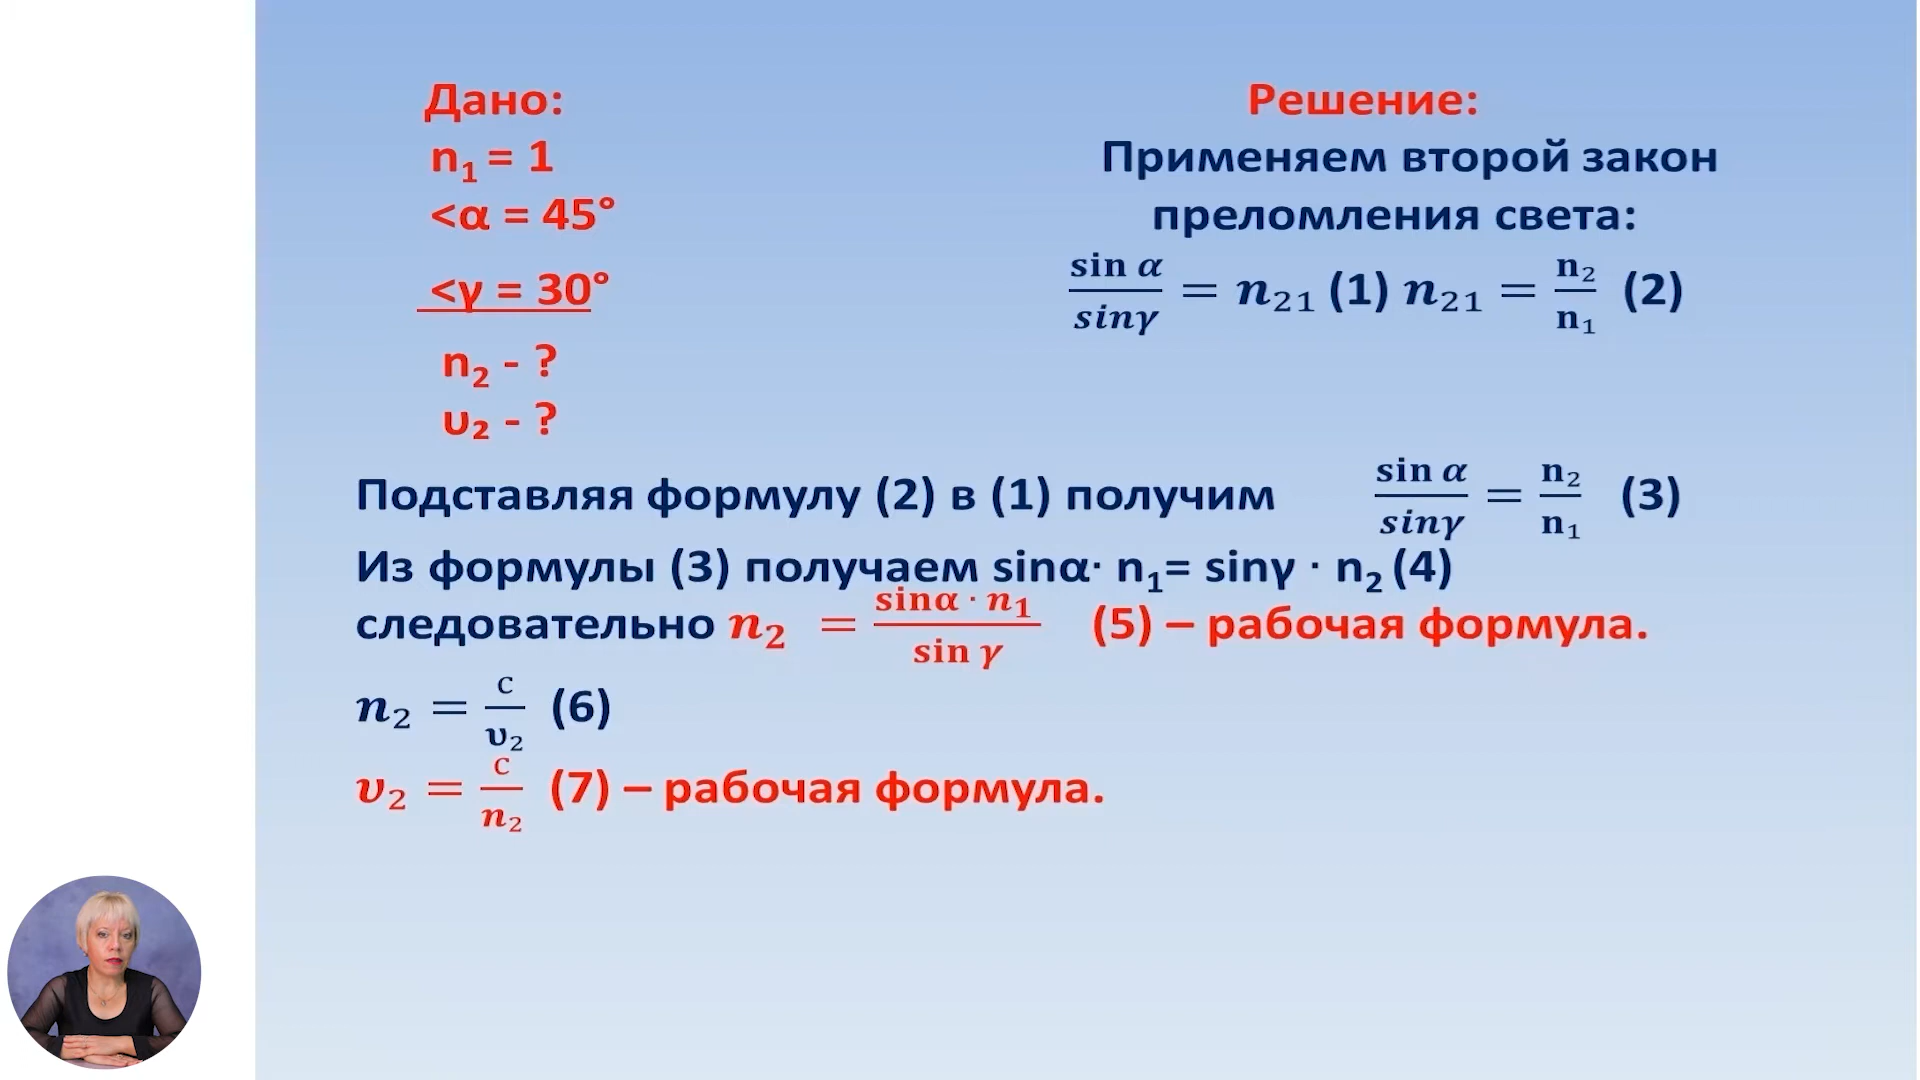 Дано:
n₁ = 1
<α = 45°
<γ = 30°
n₂ - ?
υ₂ - ?
Решение:
Применяем второй закон
преломления света:
sin α / sinγ = n₂₁ (1) n₂₁ = n₂ / n₁ (2)
Подставляя формулу (2) в (1) получим sin α / sinγ = n₂ / n₁ (3)
Из формулы (3) получаем sinα· n₁= sinγ · n₂ (4)
следовательно n₂ = sinα · n₁ / sin γ (5) – рабочая формула.
n₂ = c / υ₂ (6)
υ₂ = c / n₂ (7) – рабочая формула.